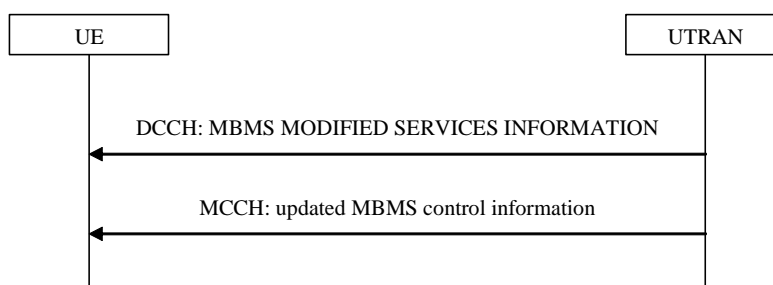 UE
UTRAN
DCCH: MBMS MODIFIED SERVICES INFORMATION
MCCH: updated MBMS control information